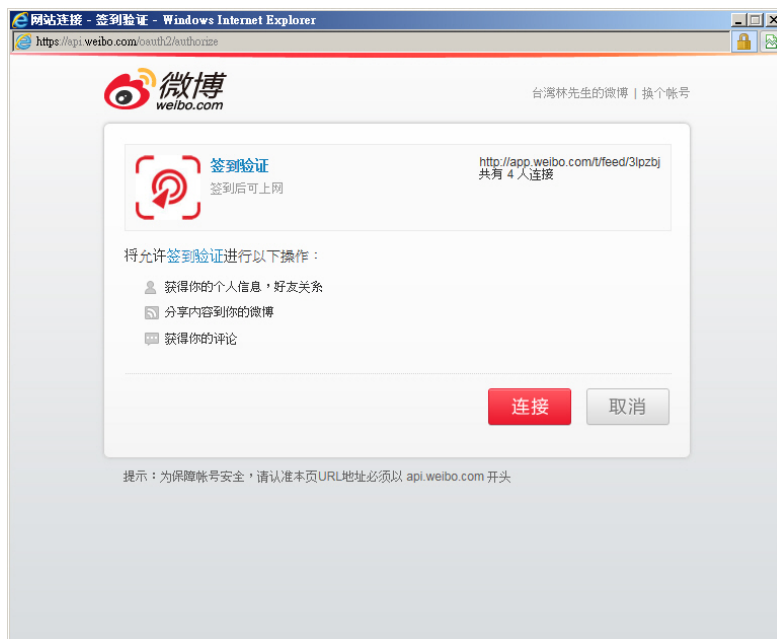 网站连接 - 签到验证 - Windows Internet Explorer
https://api.weibo.com/oauth2/authorize
微博
weibo.com
台湾林先生的微博 | 换个帐号
签到验证
签到后可上网
http://app.weibo.com/t/feed/3lpzbj
共有 4 人连接
将允许签到验证进行以下操作：
获得你的个人信息，好友关系
分享内容到你的微博
获得你的评论
连接
取消
提示：为保障帐号安全，请认准本页URL地址必须以 api.weibo.com 开头